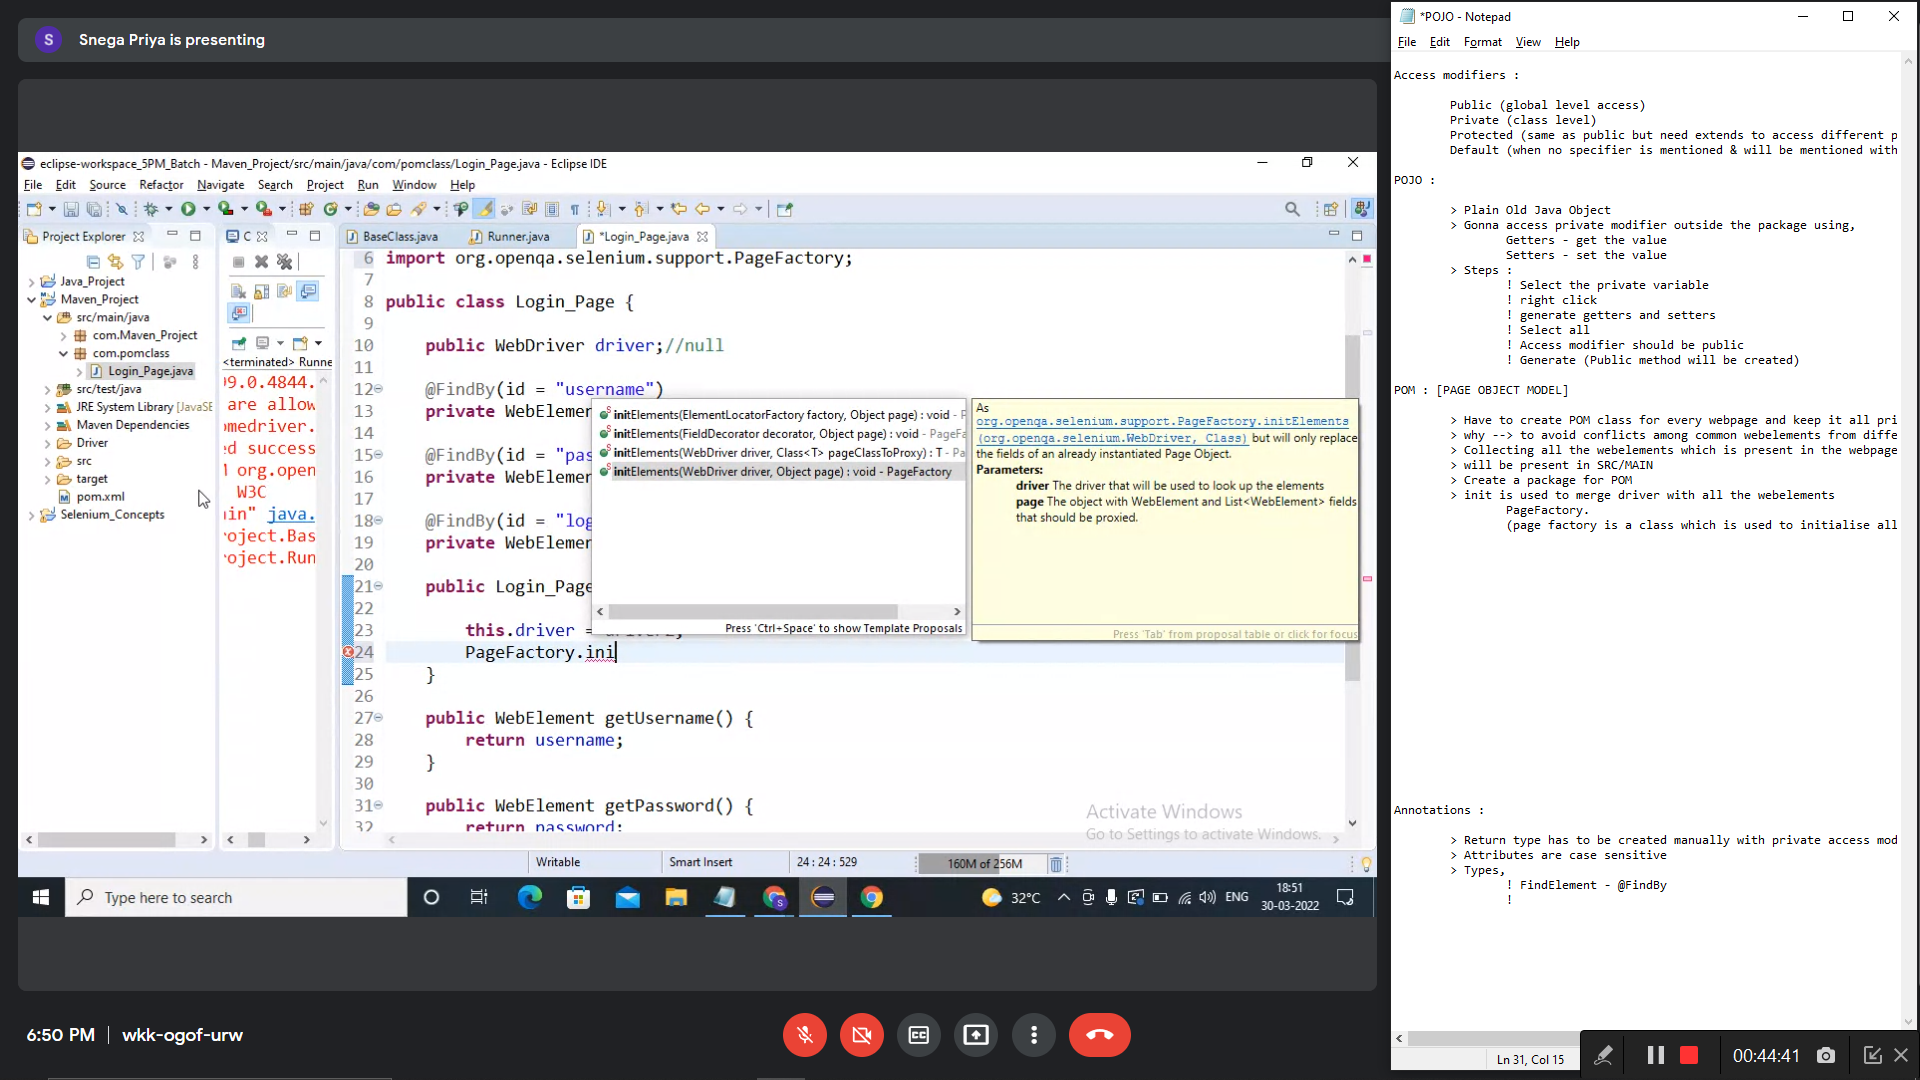 S Snega Priya is presenting
eclipse-workspace_5PM_Batch - Maven_Project/src/main/java/com/pomclass/Login_Page.java - Eclipse IDE
File Edit Source Refactor Navigate Search Project Run Window Help
Project Explorer
Java_Project
Maven_Project
src/main/java
com.Maven_Project
com.pomclass
Login_Page.java
src/test/java
JRE System Library [JavaSE
Maven Dependencies
Driver
src
target
pom.xml
Selenium_Concepts
C
<terminated> Runne
99.0.4844.
are allow
omedriver.
ed success
org.open
W3C
in" java.
roject.Bas
roject.Run
BaseClass.java Runner.java *Login_Page.java
6 import org.openqa.selenium.support.PageFactory;
7
8 public class Login_Page {
9
10 public WebDriver driver;//null
11
12 @FindBy(id = "username")
13 private WebElemen
14
15 @FindBy(id = "pas
16 private WebElemen
17
18 @FindBy(id = "log
19 private WebElemen
20
21 public Login_Page
22
23 this.driver =
24 PageFactory.ini
25 }
26
27 public WebElement getUsername() {
28 return username;
29 }
30
31 public WebElement getPassword() {
32 return password;
initElements(ElementLocatorFactory factory, Object page) : void - P
initElements(FieldDecorator decorator, Object page) : void - PageFa
initElements(WebDriver driver, Class<T> pageClassToProxy) : T - Pa
initElements(WebDriver driver, Object page) : void - PageFactory
Press 'Ctrl+Space' to show Template Proposals
As
org.openqa.selenium.support.PageFactory.initElements
(org.openqa.selenium.WebDriver, Class) but will only replace
the fields of an already instantiated Page Object.
Parameters:
driver The driver that will be used to look up the elements
page The object with WebElement and List<WebElement> fields
that should be proxied.
Press 'Tab' from proposal table or click for focus
Activate Windows
Go to Settings to activate Windows.
Writable Smart Insert 24 : 24 : 529 160M of 256M
Type here to search
32°C ENG
18:51
30-03-2022
6:50 PM | wkk-ogof-urw
*POJO - Notepad
File Edit Format View Help
Access modifiers :
Public (global level access)
Private (class level)
Protected (same as public but need extends to access different p
Default (when no specifier is mentioned & will be mentioned with
POJO :
> Plain Old Java Object
> Gonna access private modifier outside the package using,
Getters - get the value
Setters - set the value
> Steps :
! Select the private variable
! right click
! generate getters and setters
! Select all
! Access modifier should be public
! Generate (Public method will be created)
POM : [PAGE OBJECT MODEL]
> Have to create POM class for every webpage and keep it all pri
> why --> to avoid conflicts among common webelements from diffe
> Collecting all the webelements which is present in the webpage
> will be present in SRC/MAIN
> Create a package for POM
> init is used to merge driver with all the webelements
PageFactory.
(page factory is a class which is used to initialise all
Annotations :
> Return type has to be created manually with private access mod
> Attributes are case sensitive
> Types,
! FindElement - @FindBy
!
Ln 31, Col 15
00:44:41